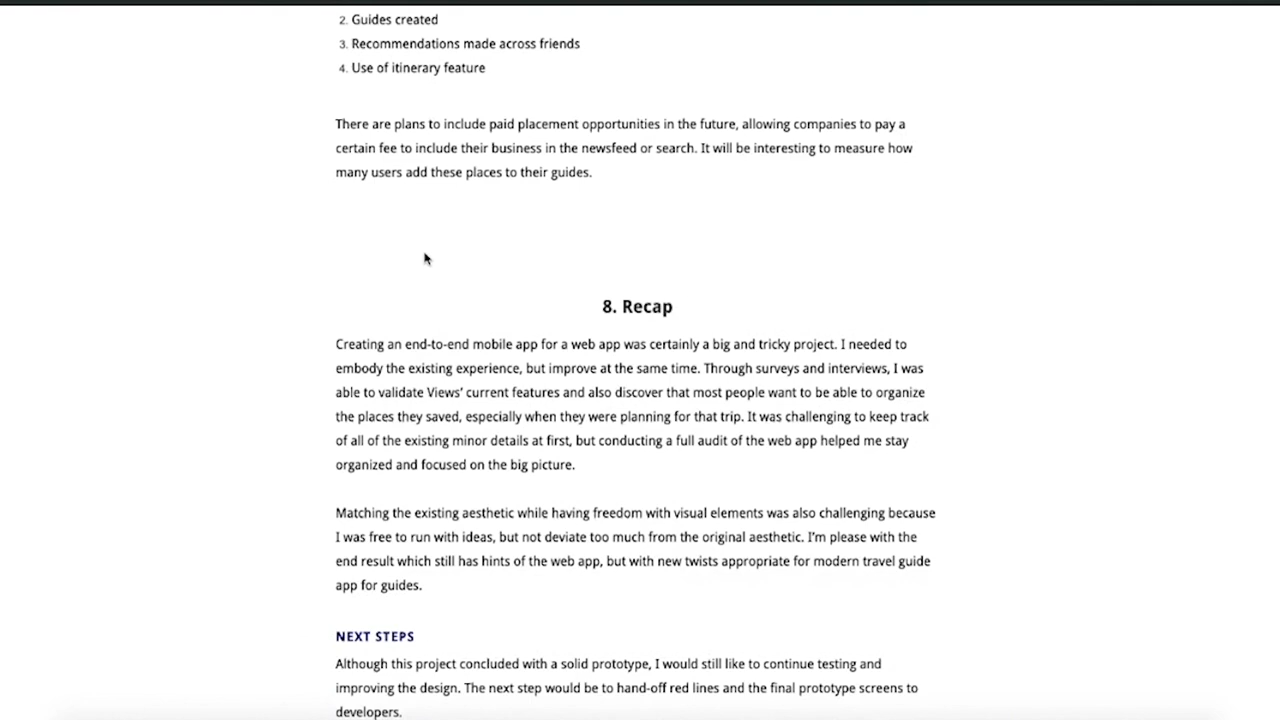 2. Guides created
3. Recommendations made across friends
4. Use of itinerary feature
There are plans to include paid placement opportunities in the future, allowing companies to pay a
certain fee to include their business in the newsfeed or search. It will be interesting to measure how
many users add these places to their guides.
8. Recap
Creating an end-to-end mobile app for a web app was certainly a big and tricky project. I needed to
embody the existing experience, but improve at the same time. Through surveys and interviews, I was
able to validate Views’ current features and also discover that most people want to be able to organize
the places they saved, especially when they were planning for that trip. It was challenging to keep track
of all of the existing minor details at first, but conducting a full audit of the web app helped me stay
organized and focused on the big picture.
Matching the existing aesthetic while having freedom with visual elements was also challenging because
I was free to run with ideas, but not deviate too much from the original aesthetic. I’m please with the
end result which still has hints of the web app, but with new twists appropriate for modern travel guide
app for guides.
NEXT STEPS
Although this project concluded with a solid prototype, I would still like to continue testing and
improving the design. The next step would be to hand-off red lines and the final prototype screens to
developers.